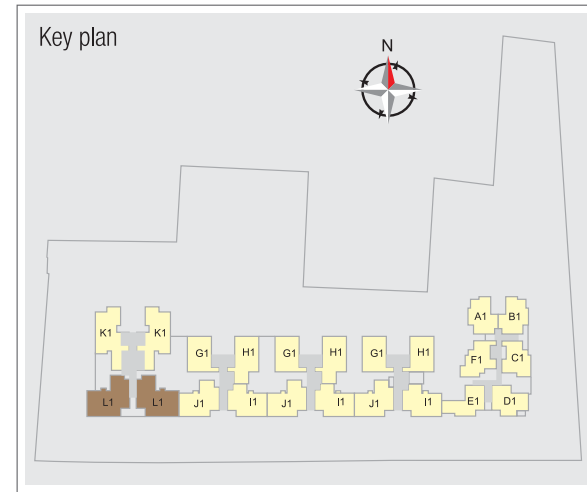 Key plan
N
A1 B1
K1 K1
G1 H1 G1 H1 G1 H1
F1 C1
L1 L1 J1 I1 J1 I1 J1 I1 E1 D1